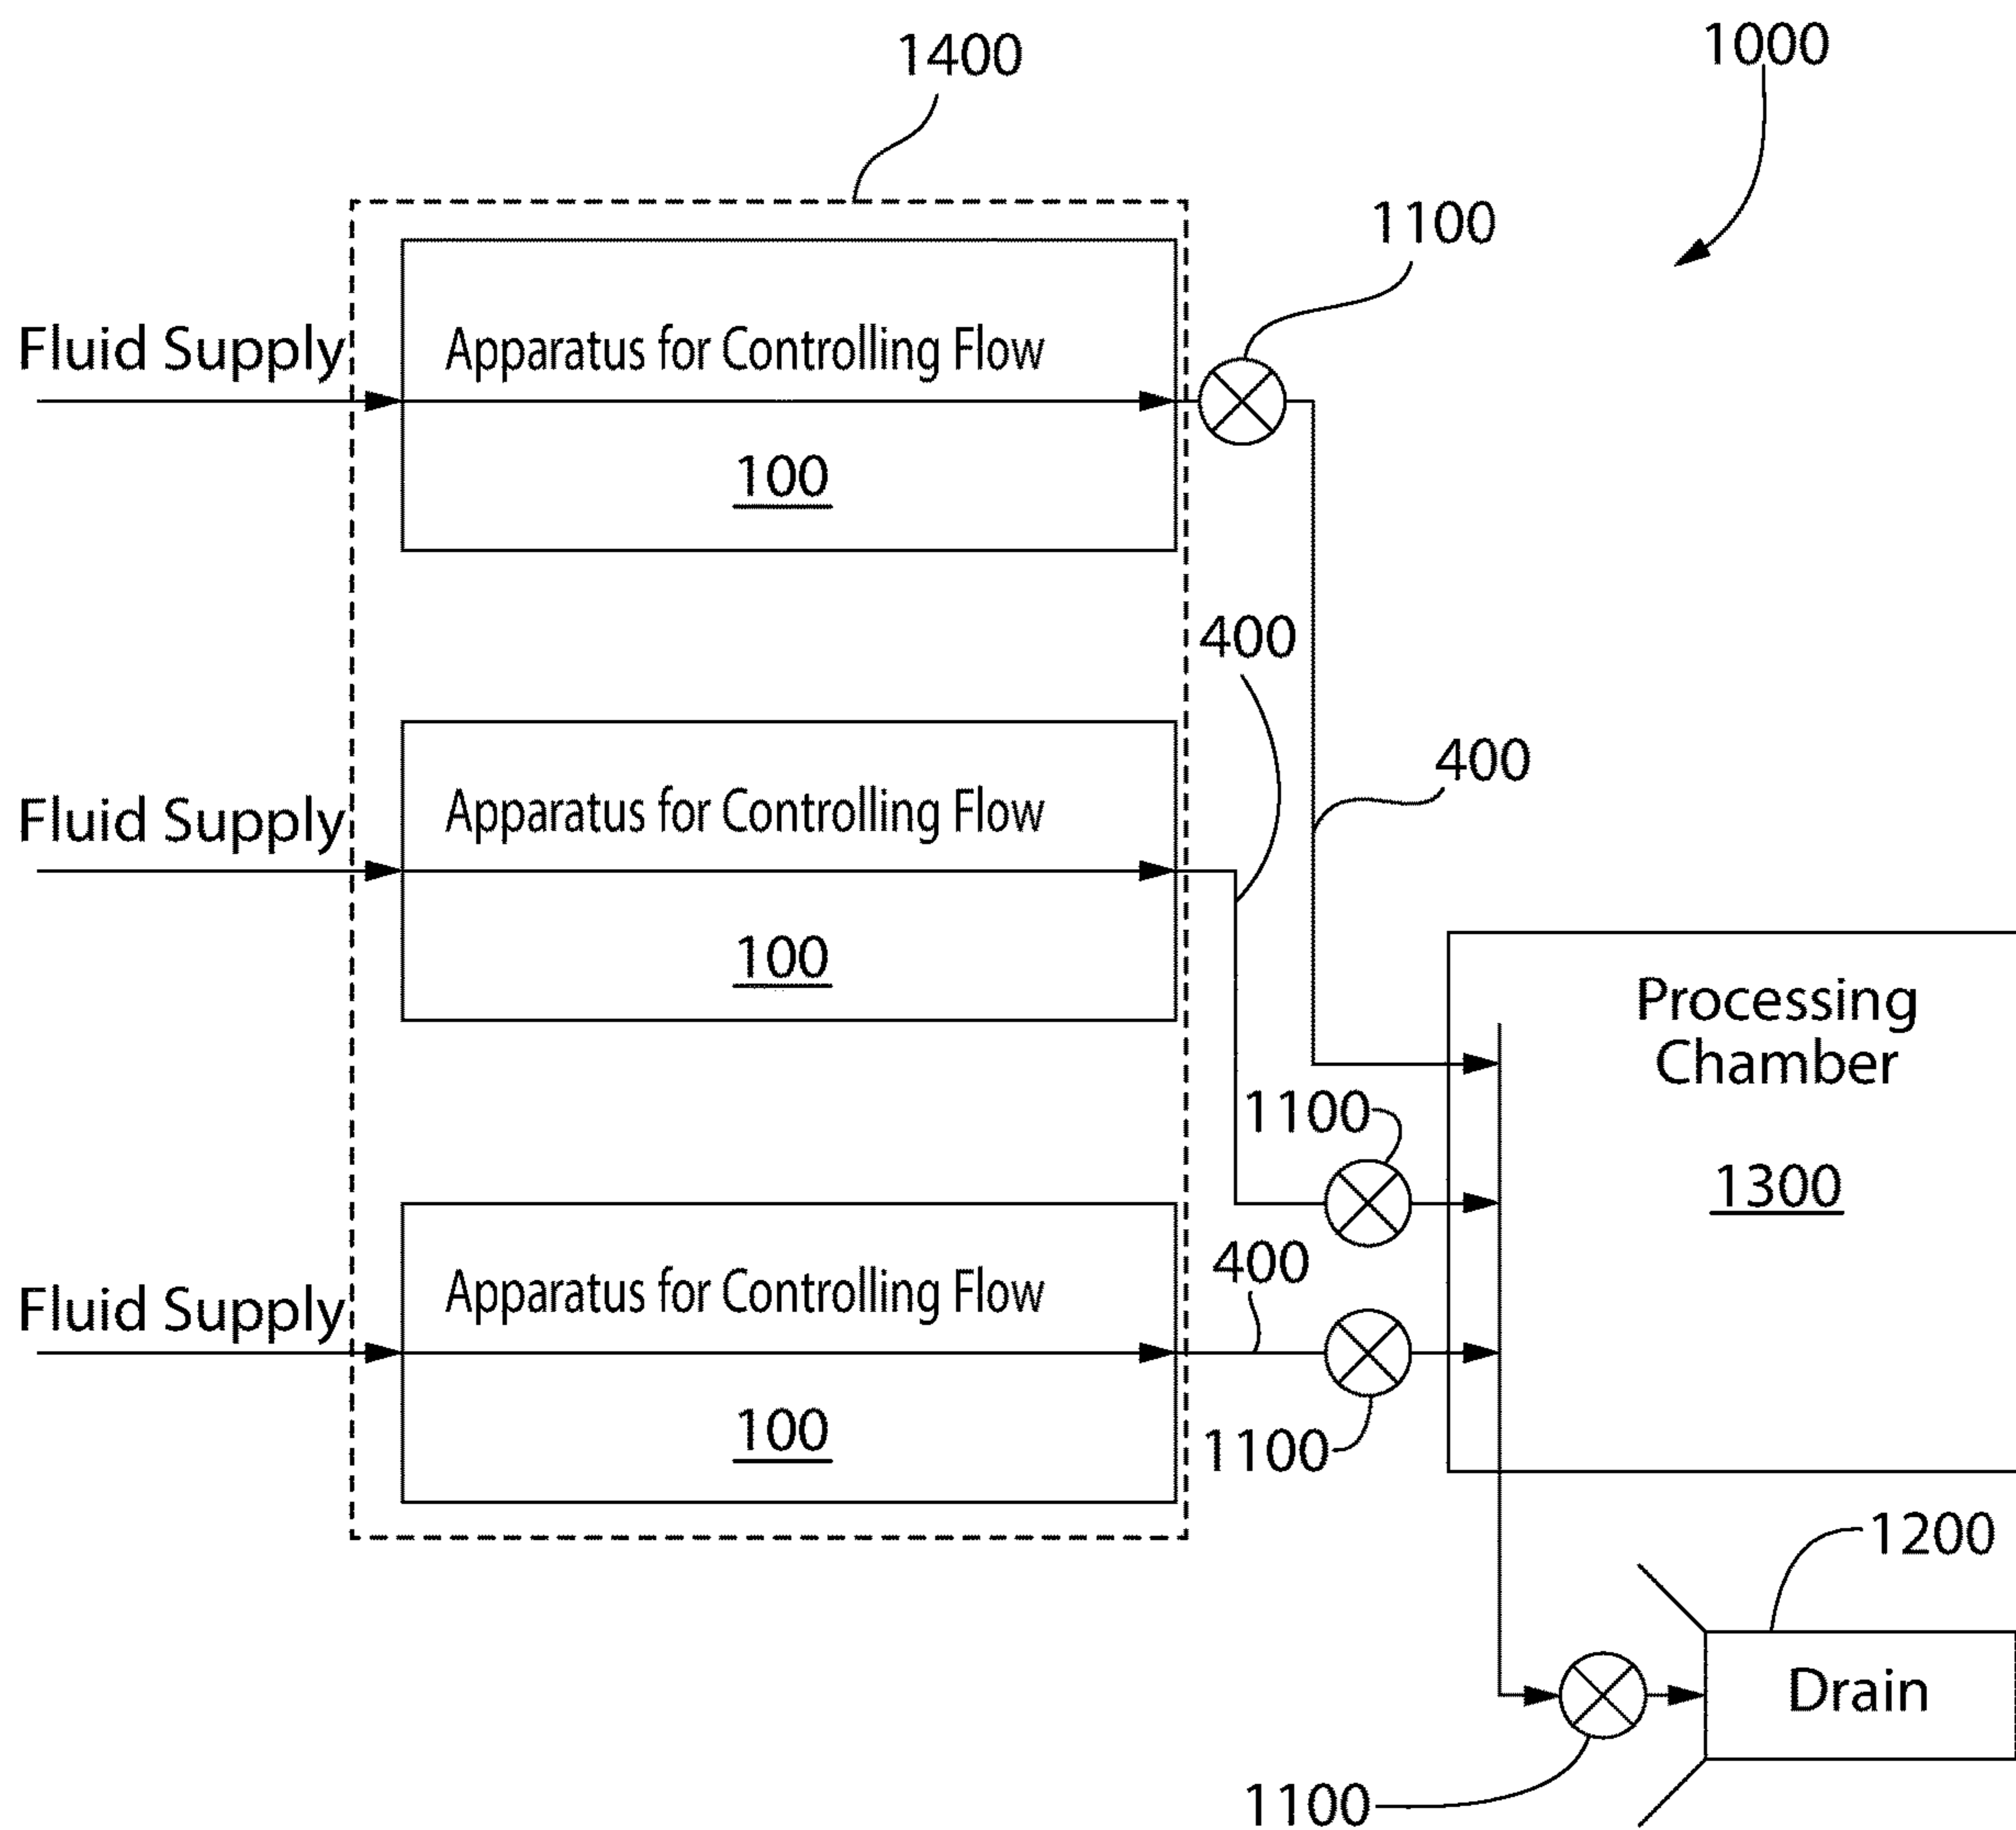 1400
1000
1100
Fluid Supply
Apparatus for Controlling Flow
100
400
400
Fluid Supply
Apparatus for Controlling Flow
100
Processing
Chamber
1300
1100
400
Fluid Supply
Apparatus for Controlling Flow
100
1100
1200
Drain
1100